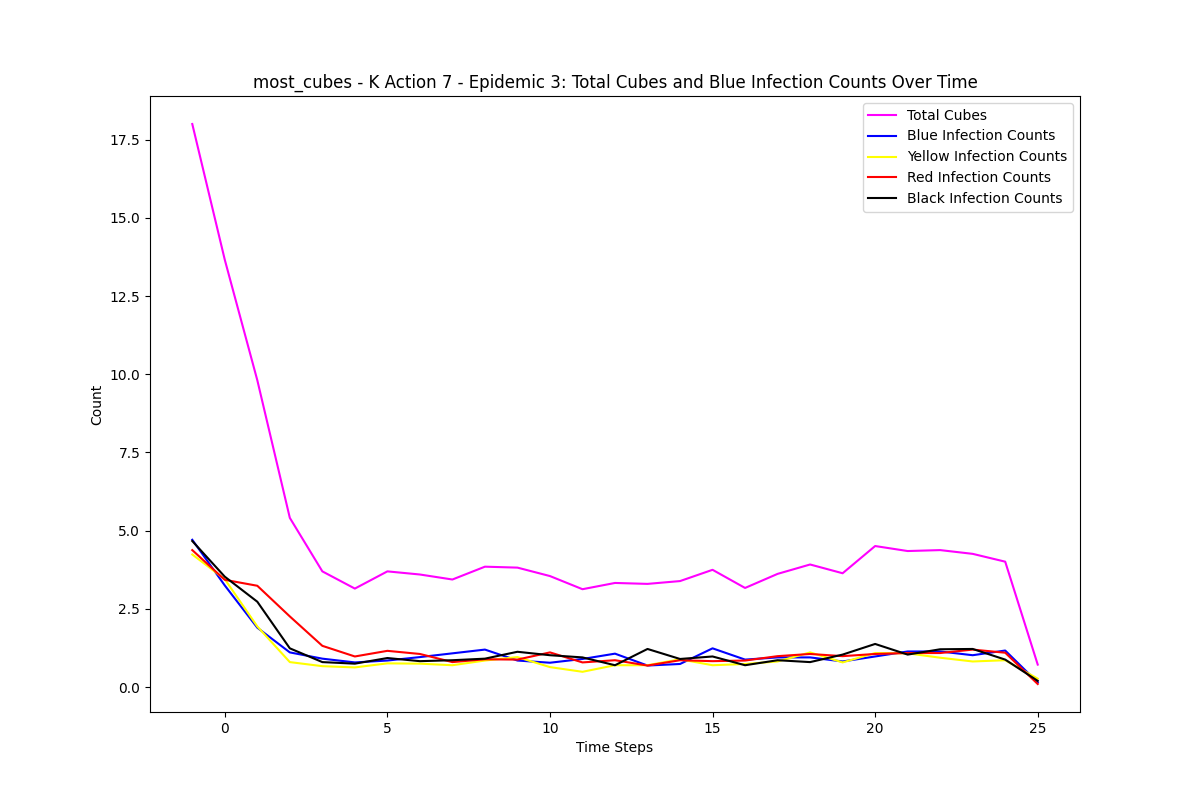 most_cubes - K Action 7 - Epidemic 3: Total Cubes and Blue Infection Counts Over Time
Total Cubes
Blue Infection Counts
Yellow Infection Counts
Red Infection Counts
Black Infection Counts
17.5
15.0
12.5
10.0
7.5
5.0
2.5
0.0
Count
0 5 10 15 20 25
Time Steps